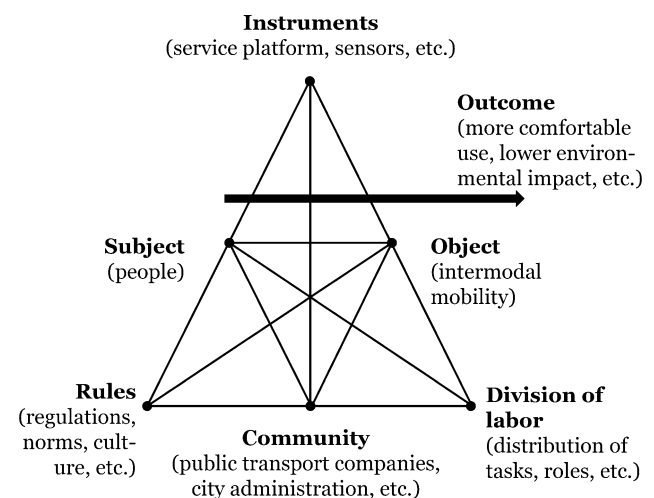 Instruments
(service platform, sensors, etc.)
Outcome
(more comfortable
use, lower environ-
mental impact, etc.)
Subject
(people)
Object
(intermodal
mobility)
Rules
(regulations,
norms, cult-
ure, etc.)
Community
(public transport companies,
city administration, etc.)
Division of
labor
(distribution of
tasks, roles, etc.)